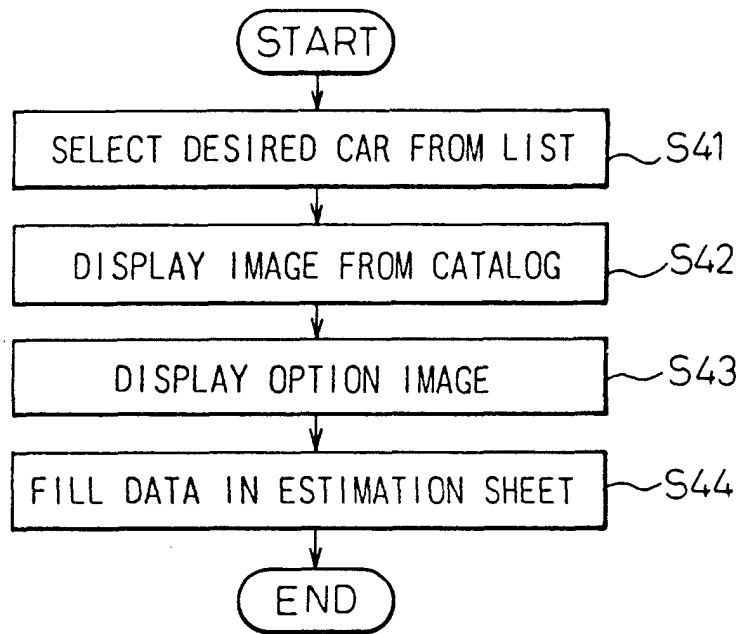 START
SELECT DESIRED CAR FROM LIST
S41
DISPLAY IMAGE FROM CATALOG
S42
DISPLAY OPTION IMAGE
S43
FILL DATA IN ESTIMATION SHEET
S44
END